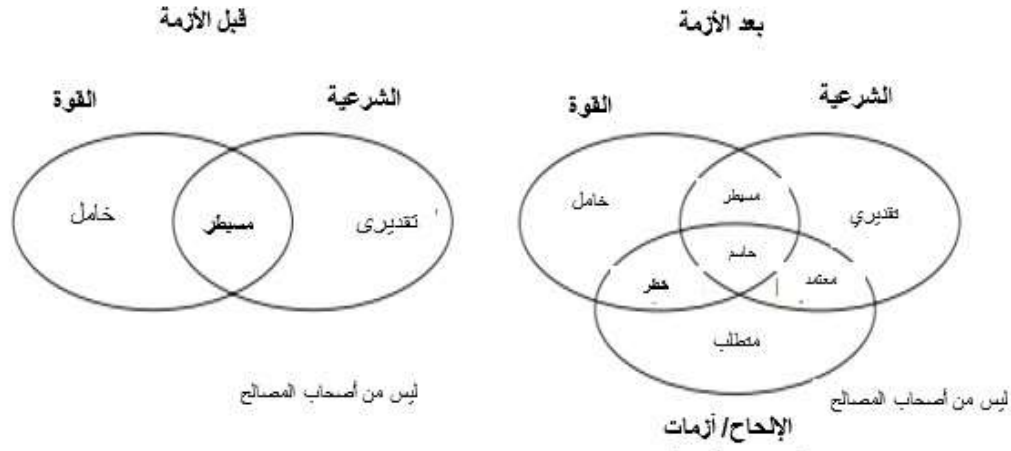 قبل الأزمة
القوة
الشرعية
خامل
مسيطر
تقديرى
ليس من أصحاب المصالح
بعد الأزمة
القوة
الشرعية
خامل
مسيطر
تقديري
حاسم
خطر
معتمد
متطلب
ليس من أصحاب المصالح
الإلحاح/ أزمات